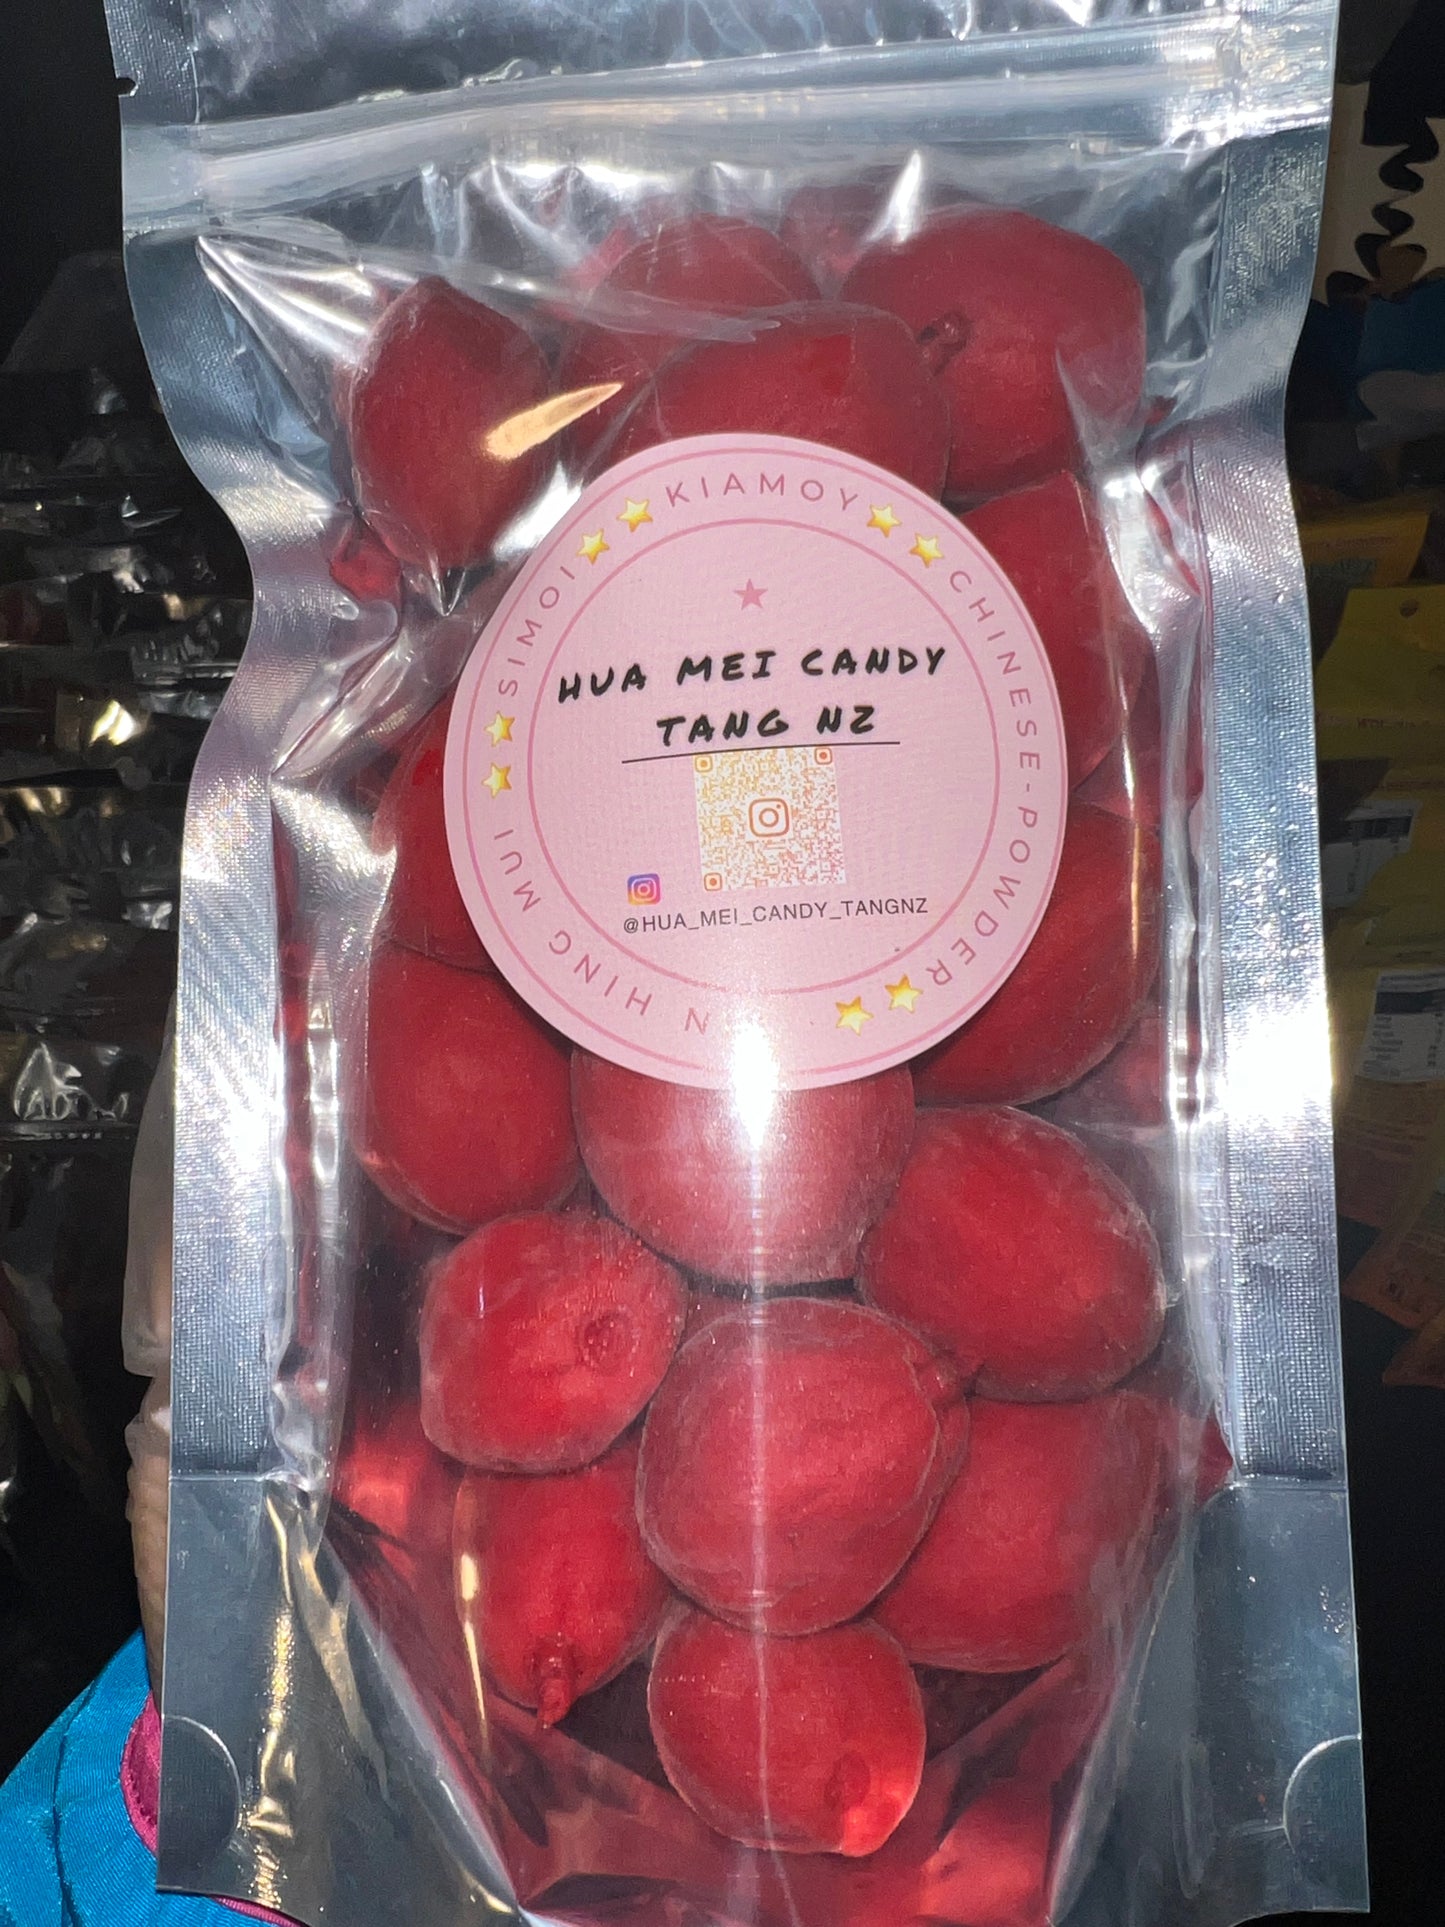 KIAMOY
CHINESE-POWDER
SIMOI
HING MUI
HUA MEI CANDY
TANG NZ
@HUA_MEI_CANDY_TANGNZ